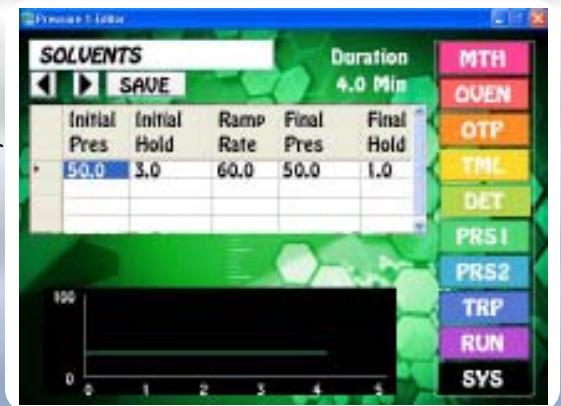 Pressure 1 Editor
SOLVENTS
Duration
4.0 Min
SAVE
Initial Pres Initial Hold Ramp Rate Final Pres Final Hold
50.0 3.0 60.0 50.0 1.0
100
0
0 1 2 3 4 5
MTH
OVEN
OTP
TML
DET
PRS1
PRS2
TRP
RUN
SYS